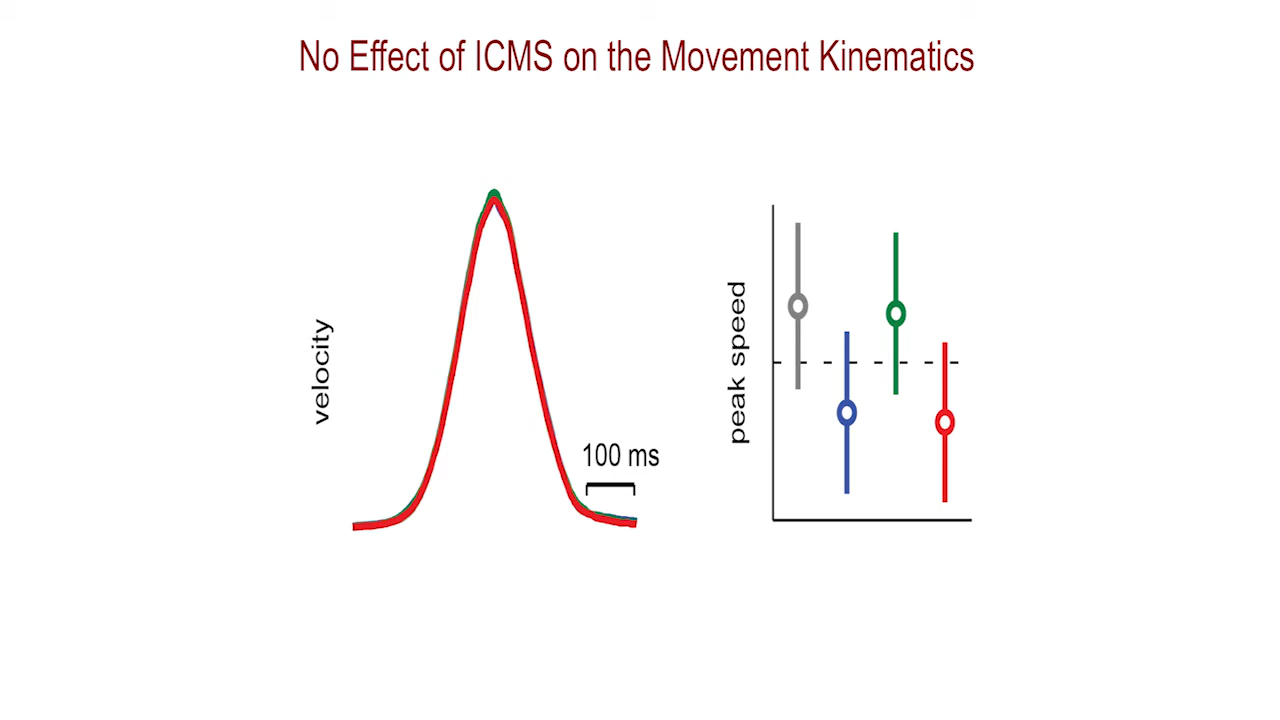 No Effect of ICMS on the Movement Kinematics
velocity
100 ms
peak speed